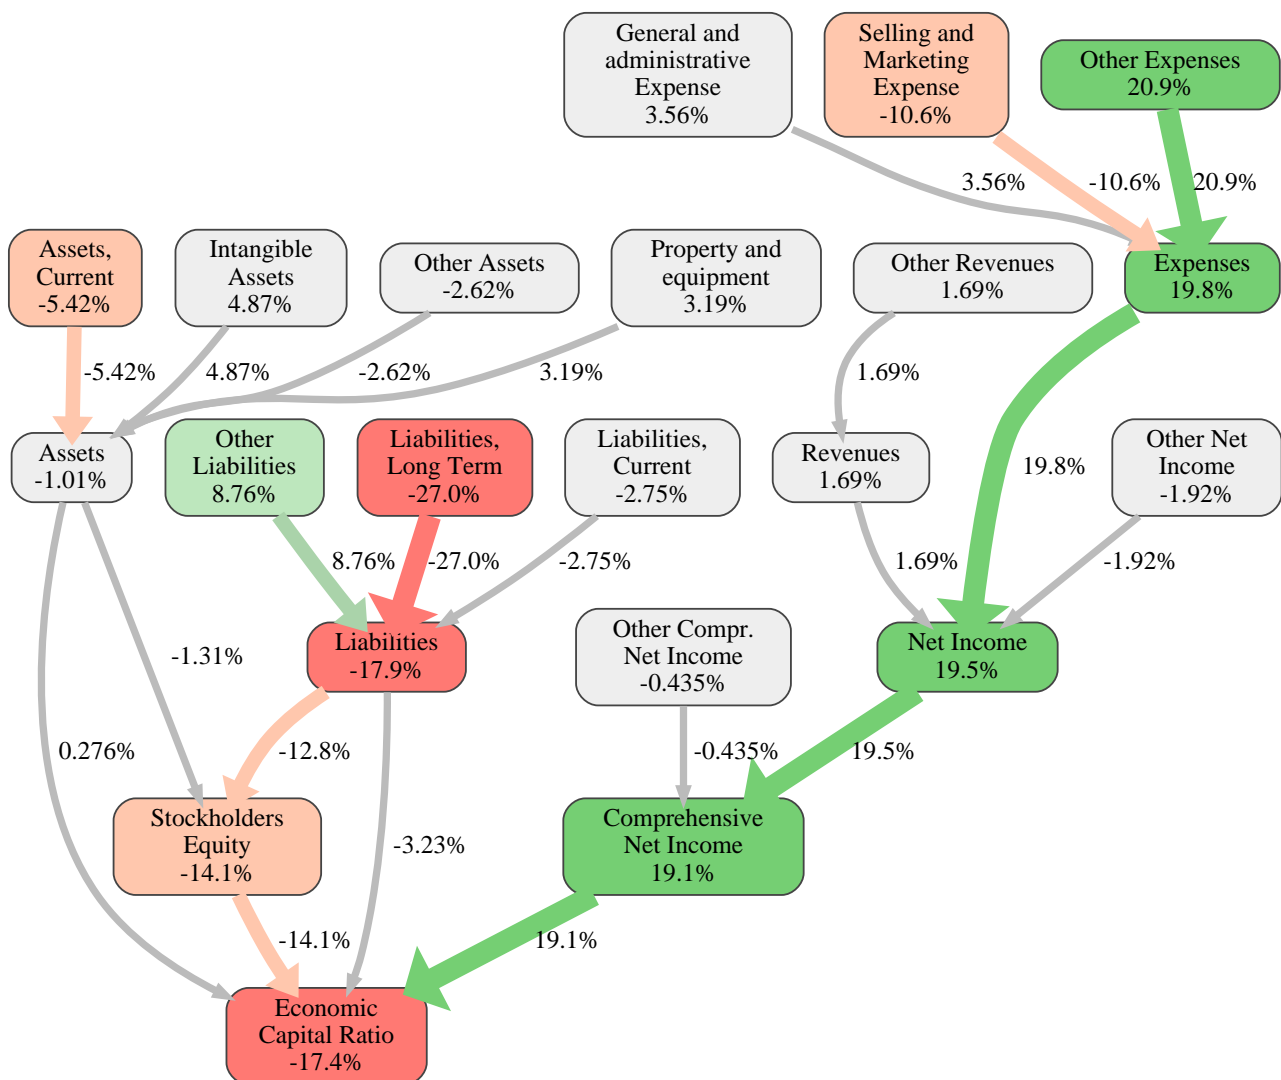 General and
administrative
Expense
3.56%
Selling and
Marketing
Expense
-10.6%
Other Expenses
20.9%
3.56%
-10.6%
20.9%
Assets,
Current
-5.42%
Intangible
Assets
4.87%
Other Assets
-2.62%
Property and
equipment
3.19%
Other Revenues
1.69%
Expenses
19.8%
-5.42%
4.87%
-2.62%
3.19%
1.69%
Assets
-1.01%
Other
Liabilities
8.76%
Liabilities,
Long Term
-27.0%
Liabilities,
Current
-2.75%
Revenues
1.69%
19.8%
Other Net
Income
-1.92%
8.76%
-27.0%
-2.75%
1.69%
-1.92%
Liabilities
-17.9%
Other Compr.
Net Income
-0.435%
Net Income
19.5%
-1.31%
0.276%
-12.8%
-0.435%
19.5%
Stockholders
Equity
-14.1%
-3.23%
Comprehensive
Net Income
19.1%
-14.1%
19.1%
Economic
Capital Ratio
-17.4%